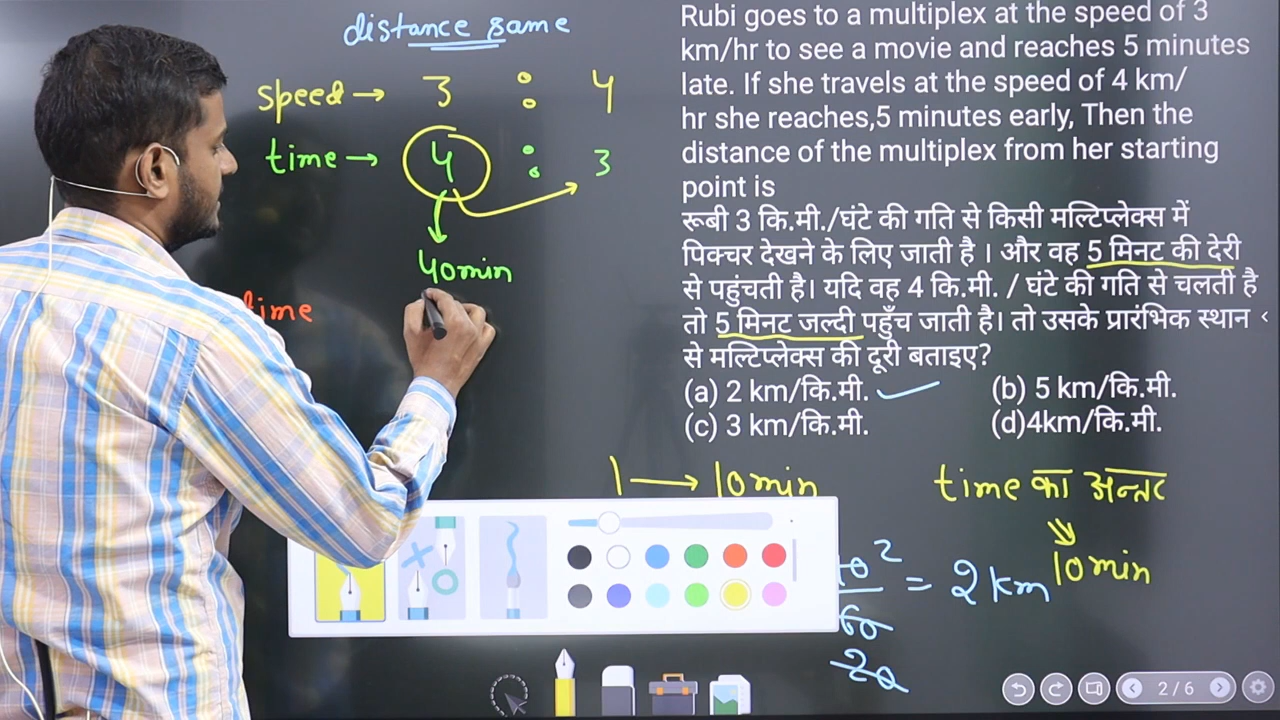 distance same
speed → 3 : 4
time → 4 : 3
40min
time
Rubi goes to a multiplex at the speed of 3
km/hr to see a movie and reaches 5 minutes
late. If she travels at the speed of 4 km/
hr she reaches,5 minutes early, Then the
distance of the multiplex from her starting
point is
रूबी 3 कि.मी./घंटे की गति से किसी मल्टिप्लेक्स में
पिक्चर देखने के लिए जाती है । और वह 5 मिनट की देरी
से पहुंचती है। यदि वह 4 कि.मी. / घंटे की गति से चलती है
तो 5 मिनट जल्दी पहुँच जाती है। तो उसके प्रारंभिक स्थान
से मल्टिप्लेक्स की दूरी बताइए?
(a) 2 km/कि.मी. (b) 5 km/कि.मी.
(c) 3 km/कि.मी. (d)4km/कि.मी.
1 → 10min
time का अन्तर
10min
2
60
20
= 2km
2/6